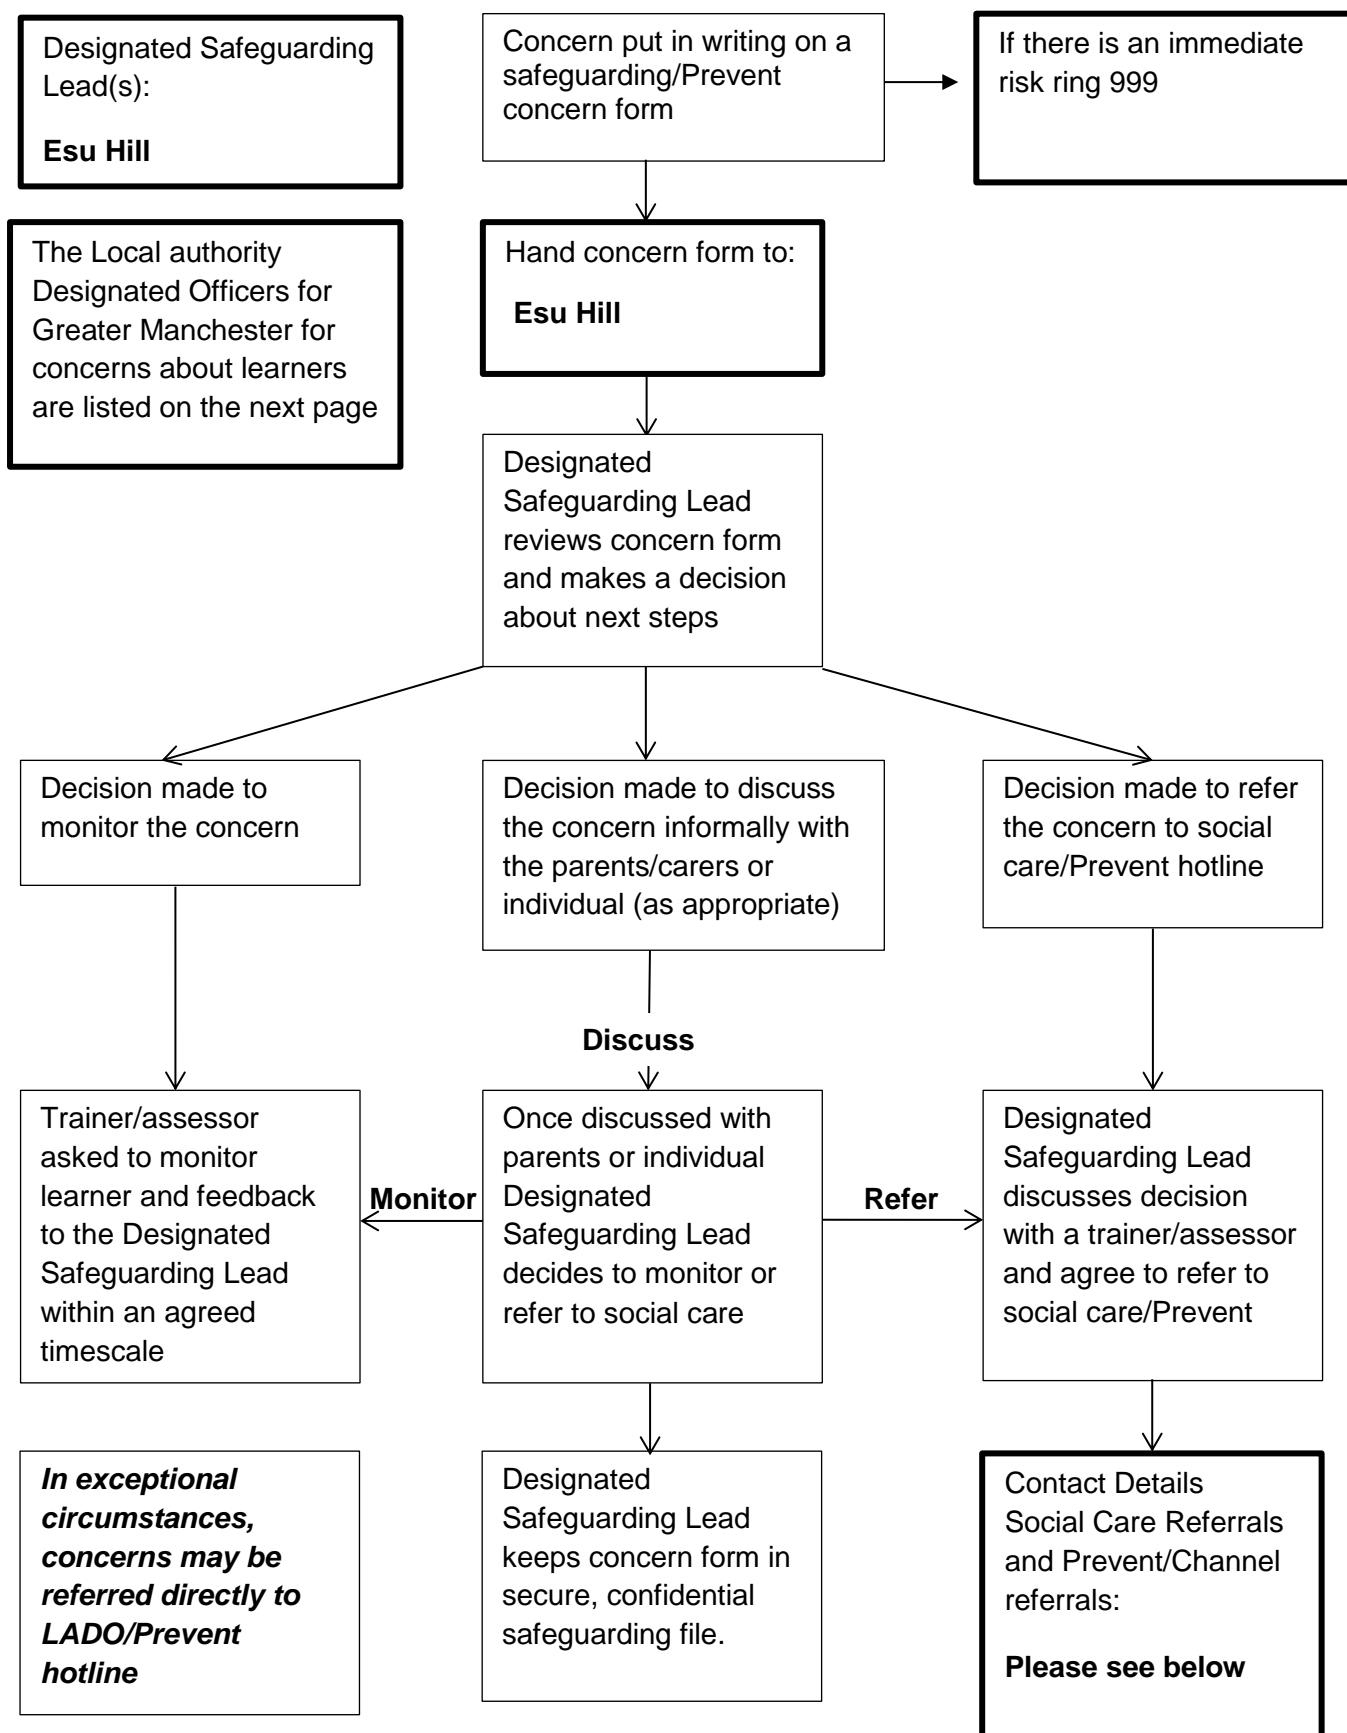 Designated Safeguarding
Lead(s):
Esu Hill
Concern put in writing on a
safeguarding/Prevent
concern form
If there is an immediate
risk ring 999
The Local authority
Designated Officers for
Greater Manchester for
concerns about learners
are listed on the next page
Hand concern form to:
Esu Hill
Designated
Safeguarding Lead
reviews concern form
and makes a decision
about next steps
Decision made to
monitor the concern
Decision made to discuss
the concern informally with
the parents/carers or
individual (as appropriate)
Decision made to refer
the concern to social
care/Prevent hotline
Discuss
Trainer/assessor
asked to monitor
learner and feedback
to the Designated
Safeguarding Lead
within an agreed
timescale
Monitor
Once discussed with
parents or individual
Designated
Safeguarding Lead
decides to monitor or
refer to social care
Refer
Designated
Safeguarding Lead
discusses decision
with a trainer/assessor
and agree to refer to
social care/Prevent
In exceptional
circumstances,
concerns may be
referred directly to
LADO/Prevent
hotline
Designated
Safeguarding Lead
keeps concern form in
secure, confidential
safeguarding file.
Contact Details
Social Care Referrals
and Prevent/Channel
referrals:
Please see below